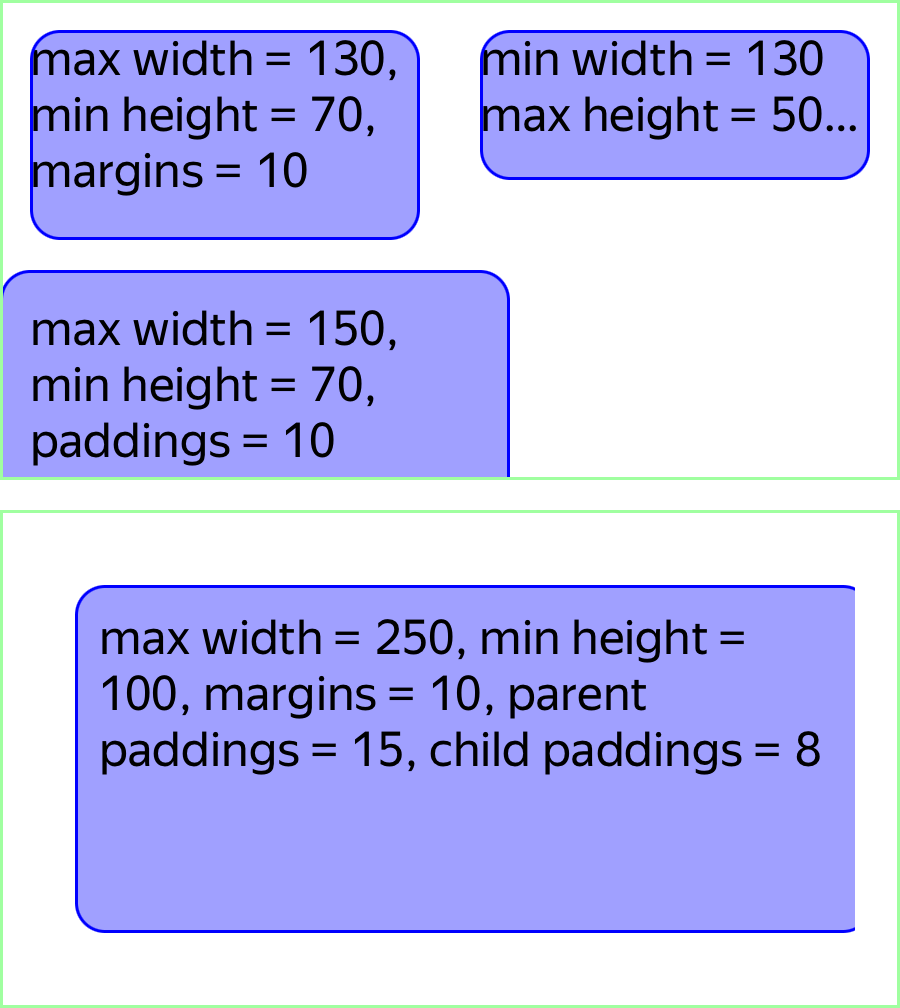 max width = 130,
min height = 70,
margins = 10
min width = 130
max height = 50...
max width = 150,
min height = 70,
paddings = 10
max width = 250, min height =
100, margins = 10, parent
paddings = 15, child paddings = 8